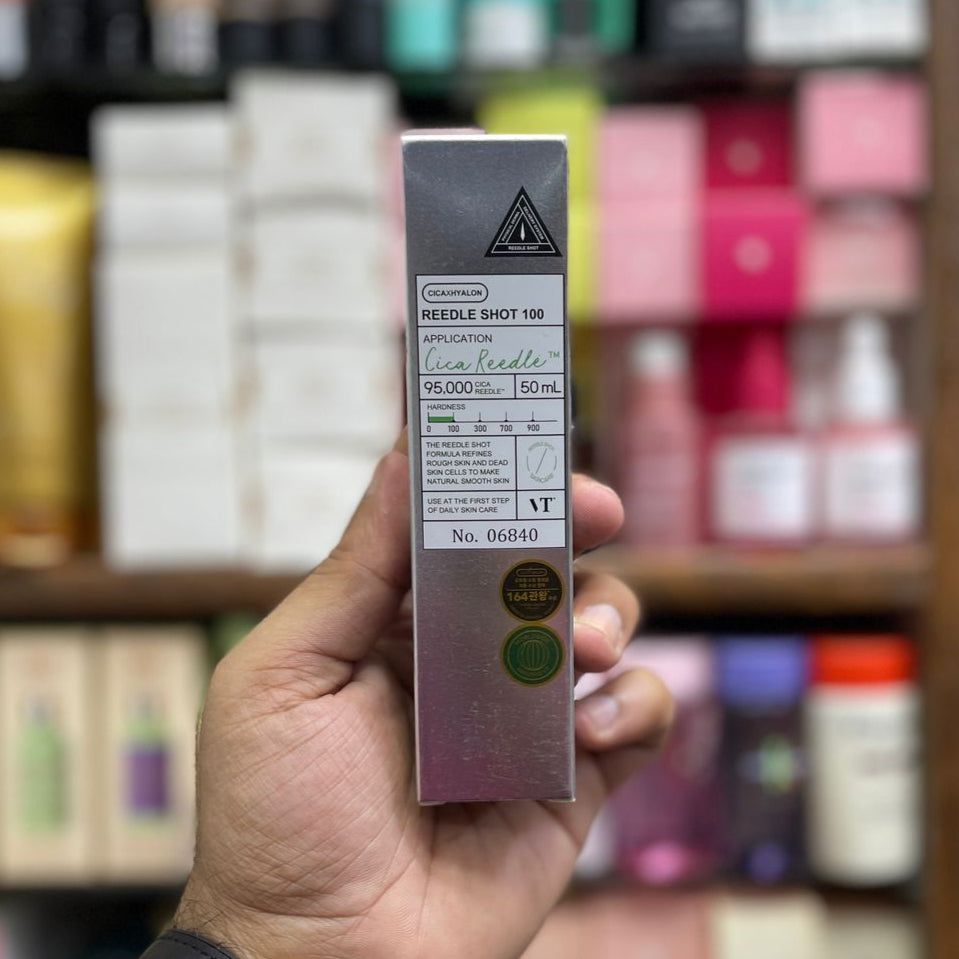 REEDLE SHOT
CICAXHYALON
REEDLE SHOT 100
APPLICATION
Cica Reedle™
95,000 CICA REEDLE™ 50 mL
HARDNESS
0 100 300 700 900
THE REEDLE SHOT
FORMULA REFINES
ROUGH SKIN AND DEAD
SKIN CELLS TO MAKE
NATURAL SMOOTH SKIN
USE AT THE FIRST STEP
OF DAILY SKIN CARE
VT
No. 06840
164관왕